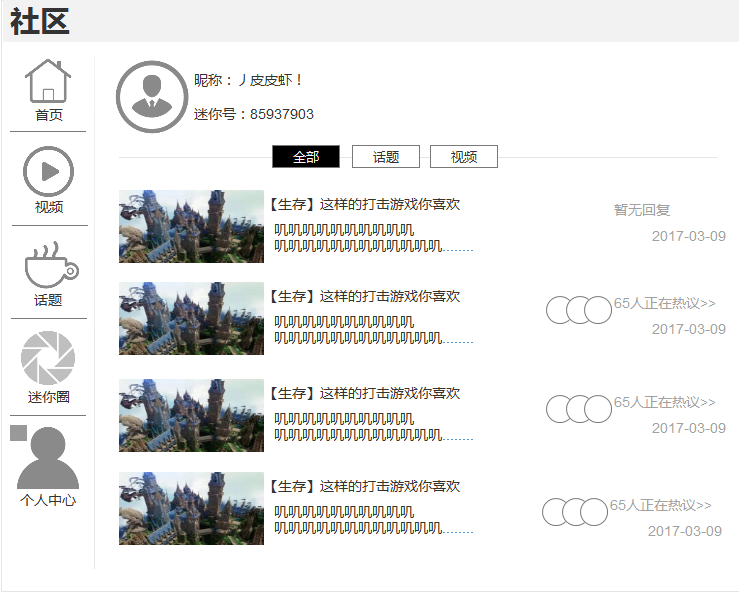 社区
首页
视频
话题
迷你圈
个人中心
昵称：丿皮皮虾！
迷你号：85937903
全部 话题 视频
【生存】这样的打击游戏你喜欢
叽叽叽叽叽叽叽叽叽叽
叽叽叽叽叽叽叽叽叽叽叽叽........
暂无回复
2017-03-09
【生存】这样的打击游戏你喜欢
叽叽叽叽叽叽叽叽叽叽
叽叽叽叽叽叽叽叽叽叽叽叽........
65人正在热议>>
2017-03-09
【生存】这样的打击游戏你喜欢
叽叽叽叽叽叽叽叽叽叽
叽叽叽叽叽叽叽叽叽叽叽叽........
65人正在热议>>
2017-03-09
【生存】这样的打击游戏你喜欢
叽叽叽叽叽叽叽叽叽叽
叽叽叽叽叽叽叽叽叽叽叽叽........
65人正在热议>>
2017-03-09